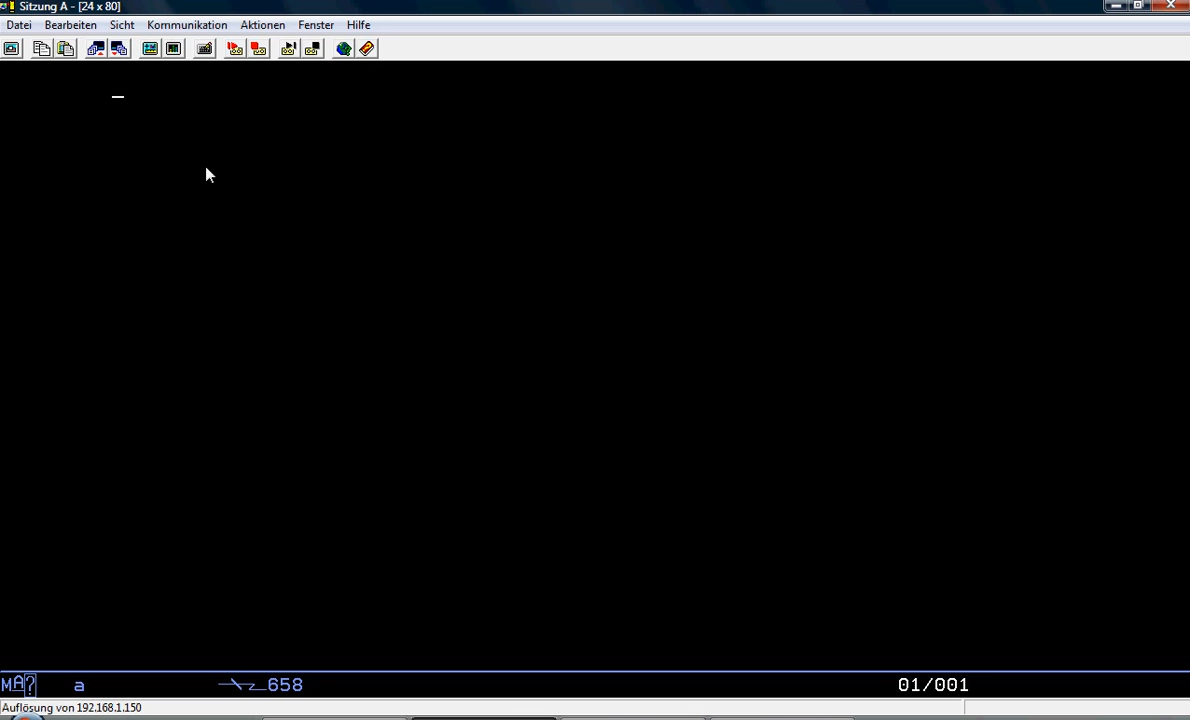 Sitzung A - [24 x 80]
Datei Bearbeiten Sicht Kommunikation Aktionen Fenster Hilfe
MA? a 658 01/001
Auflösung von 192.168.1.150